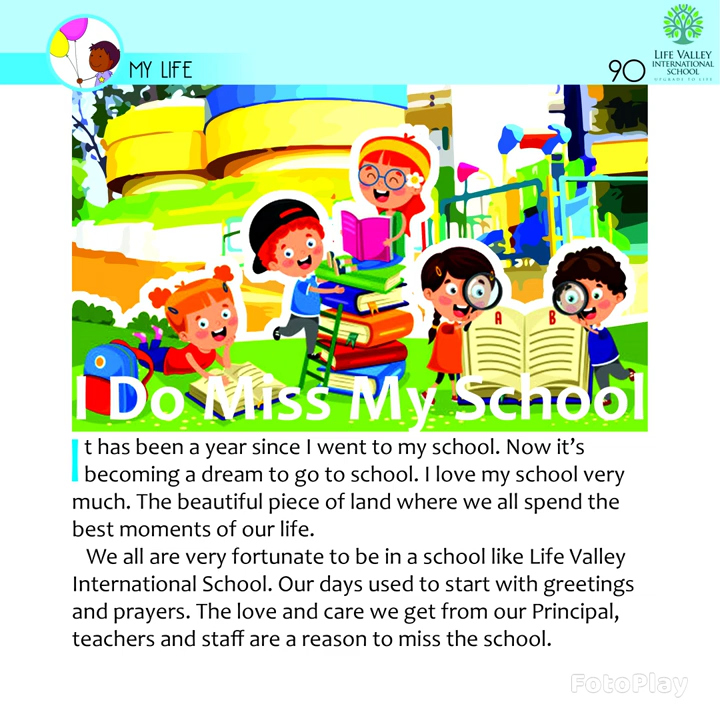 MY LIFE
90
LIFE VALLEY
INTERNATIONAL
SCHOOL
UPGRADE TO LIFE
A B
I Do Miss My School
It has been a year since I went to my school. Now it's
becoming a dream to go to school. I love my school very
much. The beautiful piece of land where we all spend the
best moments of our life.
We all are very fortunate to be in a school like Life Valley
International School. Our days used to start with greetings
and prayers. The love and care we get from our Principal,
teachers and staff are a reason to miss the school.
FotoPlay